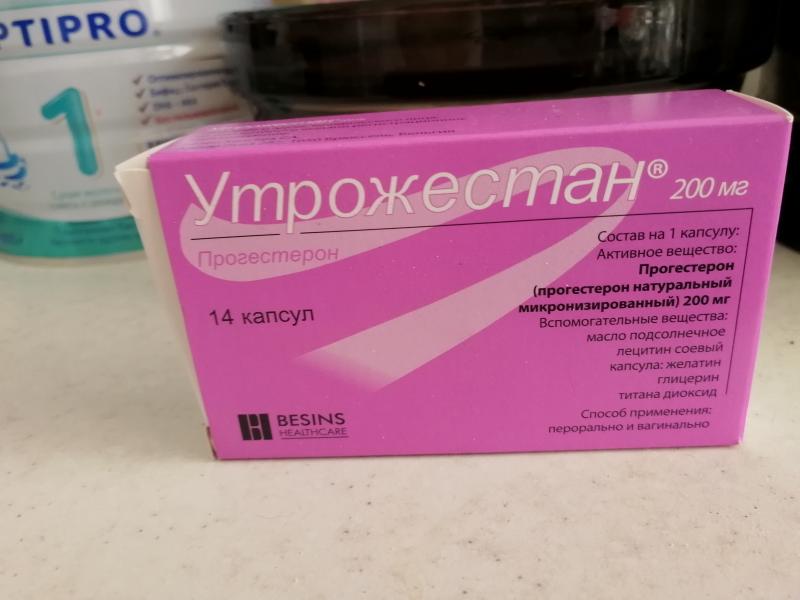 PTIPRO
1
Утрожестан® 200 мг
Прогестерон
14 капсул
Состав на 1 капсулу:
Активное вещество:
Прогестерон
(прогестерон натуральный
микронизированный) 200 мг
Вспомогательные вещества:
масло подсолнечное
лецитин соевый
капсула: желатин
глицерин
титана диоксид
Способ применения:
перорально и вагинально
BESINS
HEALTHCARE